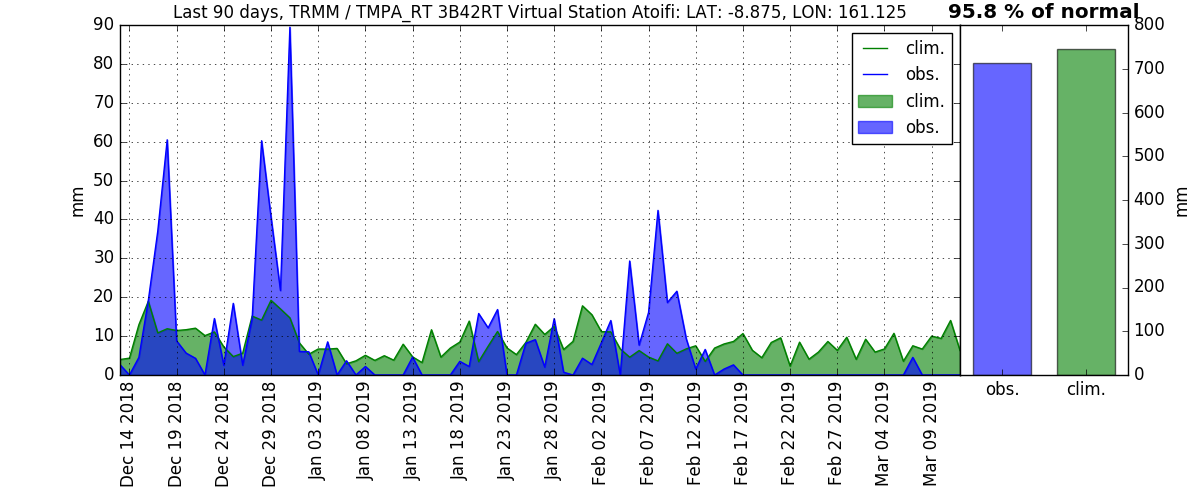 Last 90 days, TRMM / TMPA_RT 3B42RT Virtual Station Atoifi: LAT: -8.875, LON: 161.125
95.8 % of normal
90
80
70
60
50
40
30
20
10
0
mm
clim.
obs.
clim.
obs.
800
700
600
500
400
300
200
100
0
mm
obs.
clim.
Dec 14 2018
Dec 19 2018
Dec 24 2018
Dec 29 2018
Jan 03 2019
Jan 08 2019
Jan 13 2019
Jan 18 2019
Jan 23 2019
Jan 28 2019
Feb 02 2019
Feb 07 2019
Feb 12 2019
Feb 17 2019
Feb 22 2019
Feb 27 2019
Mar 04 2019
Mar 09 2019